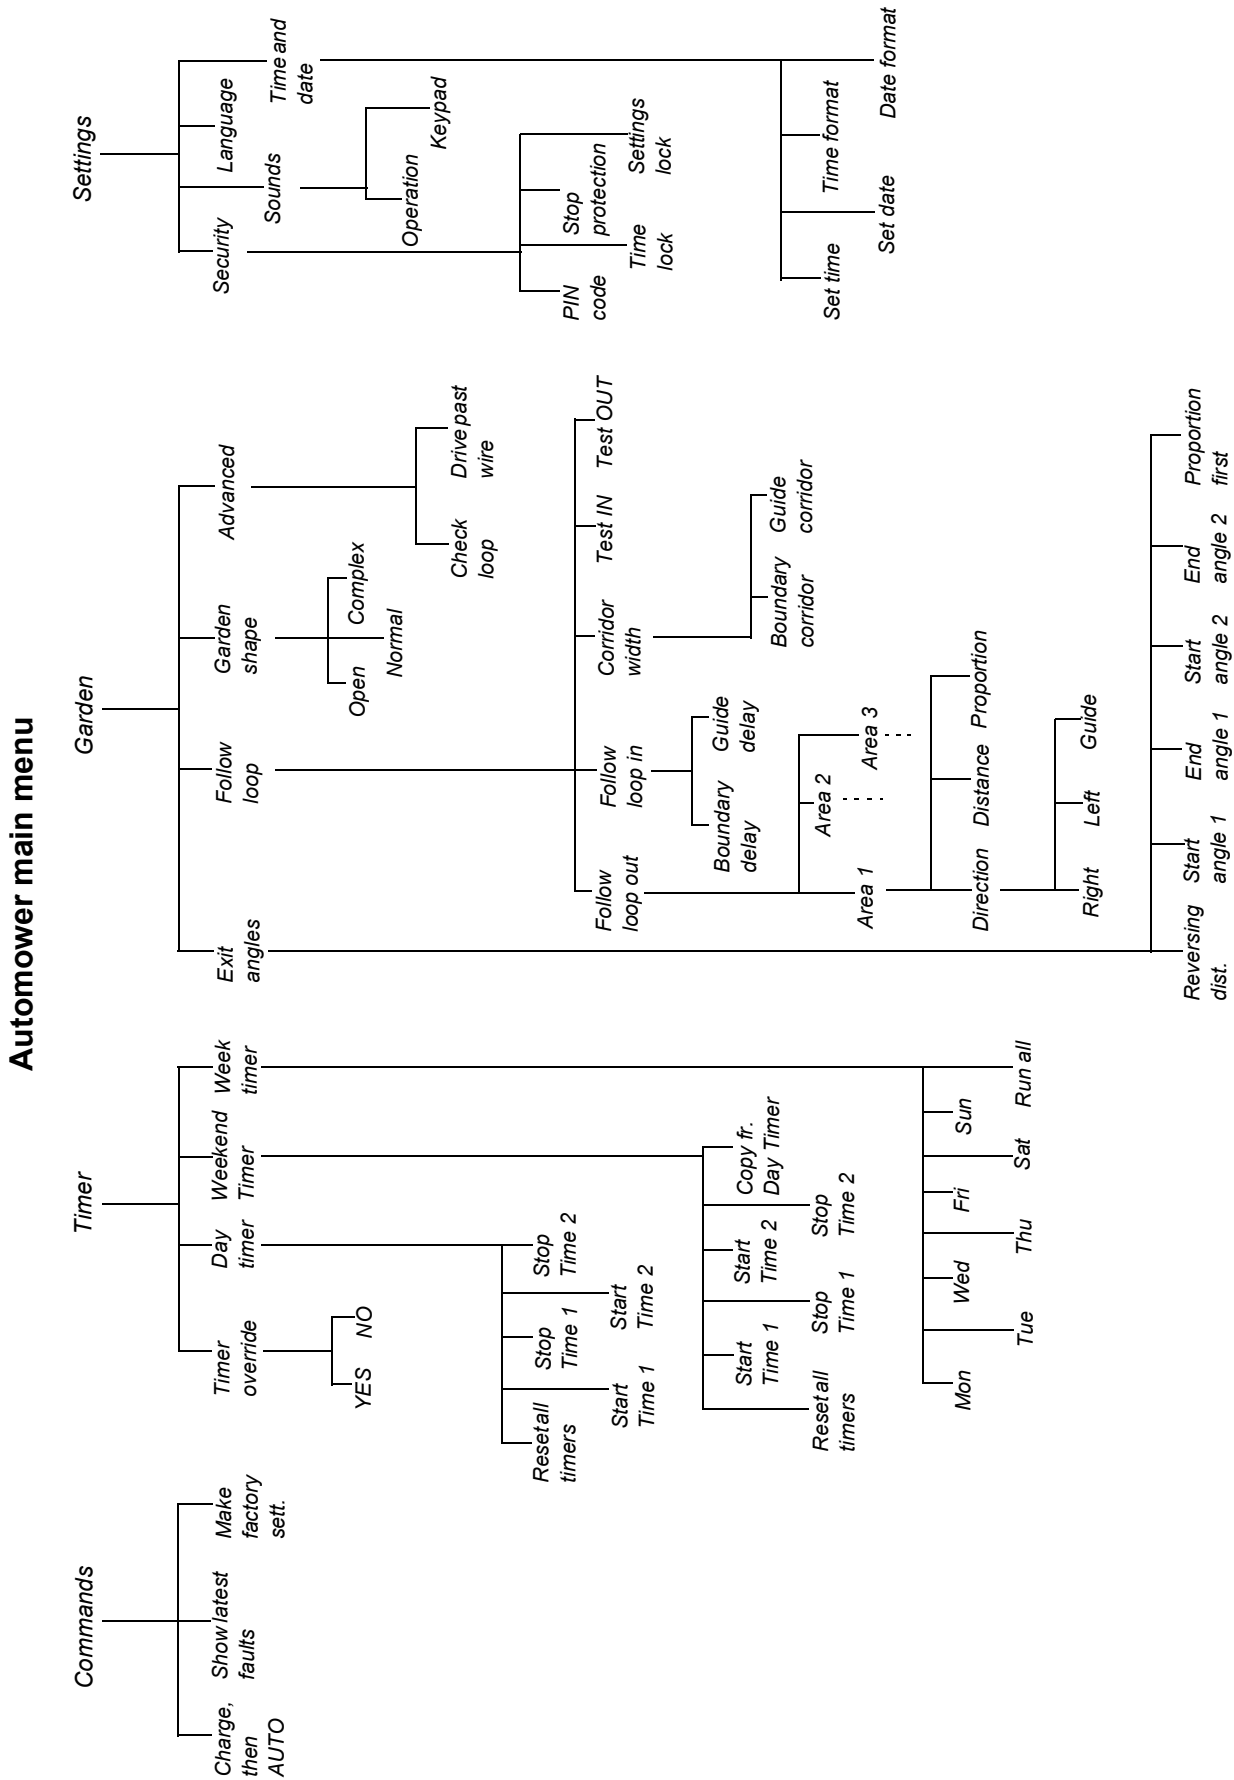 Automower main menu
Commands
Charge,
then
AUTO
Show latest
faults
Make
factory
sett.
Timer
Timer
override
YES
NO
Day
timer
Reset all
timers
Start
Time 1
Stop
Time 1
Start
Time 2
Stop
Time 2
Weekend
Timer
Reset all
timers
Start
Time 1
Stop
Time 1
Start
Time 2
Stop
Time 2
Copy fr.
Day Timer
Week
timer
Mon
Tue
Wed
Thu
Fri
Sat
Sun
Run all
Garden
Exit
angles
Reversing
dist.
Start
angle 1
End
angle 1
Start
angle 2
End
angle 2
Proportion
first
Follow
loop
Follow
loop out
Area 1
Direction
Right
Left
Guide
Distance
Proportion
Area 2
Area 3
Follow
loop in
Boundary
delay
Guide
delay
Corridor
width
Boundary
corridor
Guide
corridor
Test IN
Test OUT
Garden
shape
Open
Normal
Complex
Advanced
Check
loop
Drive past
wire
Settings
Security
PIN
code
Time
lock
Stop
protection
Settings
lock
Sounds
Operation
Keypad
Language
Time and
date
Set time
Set date
Time format
Date format